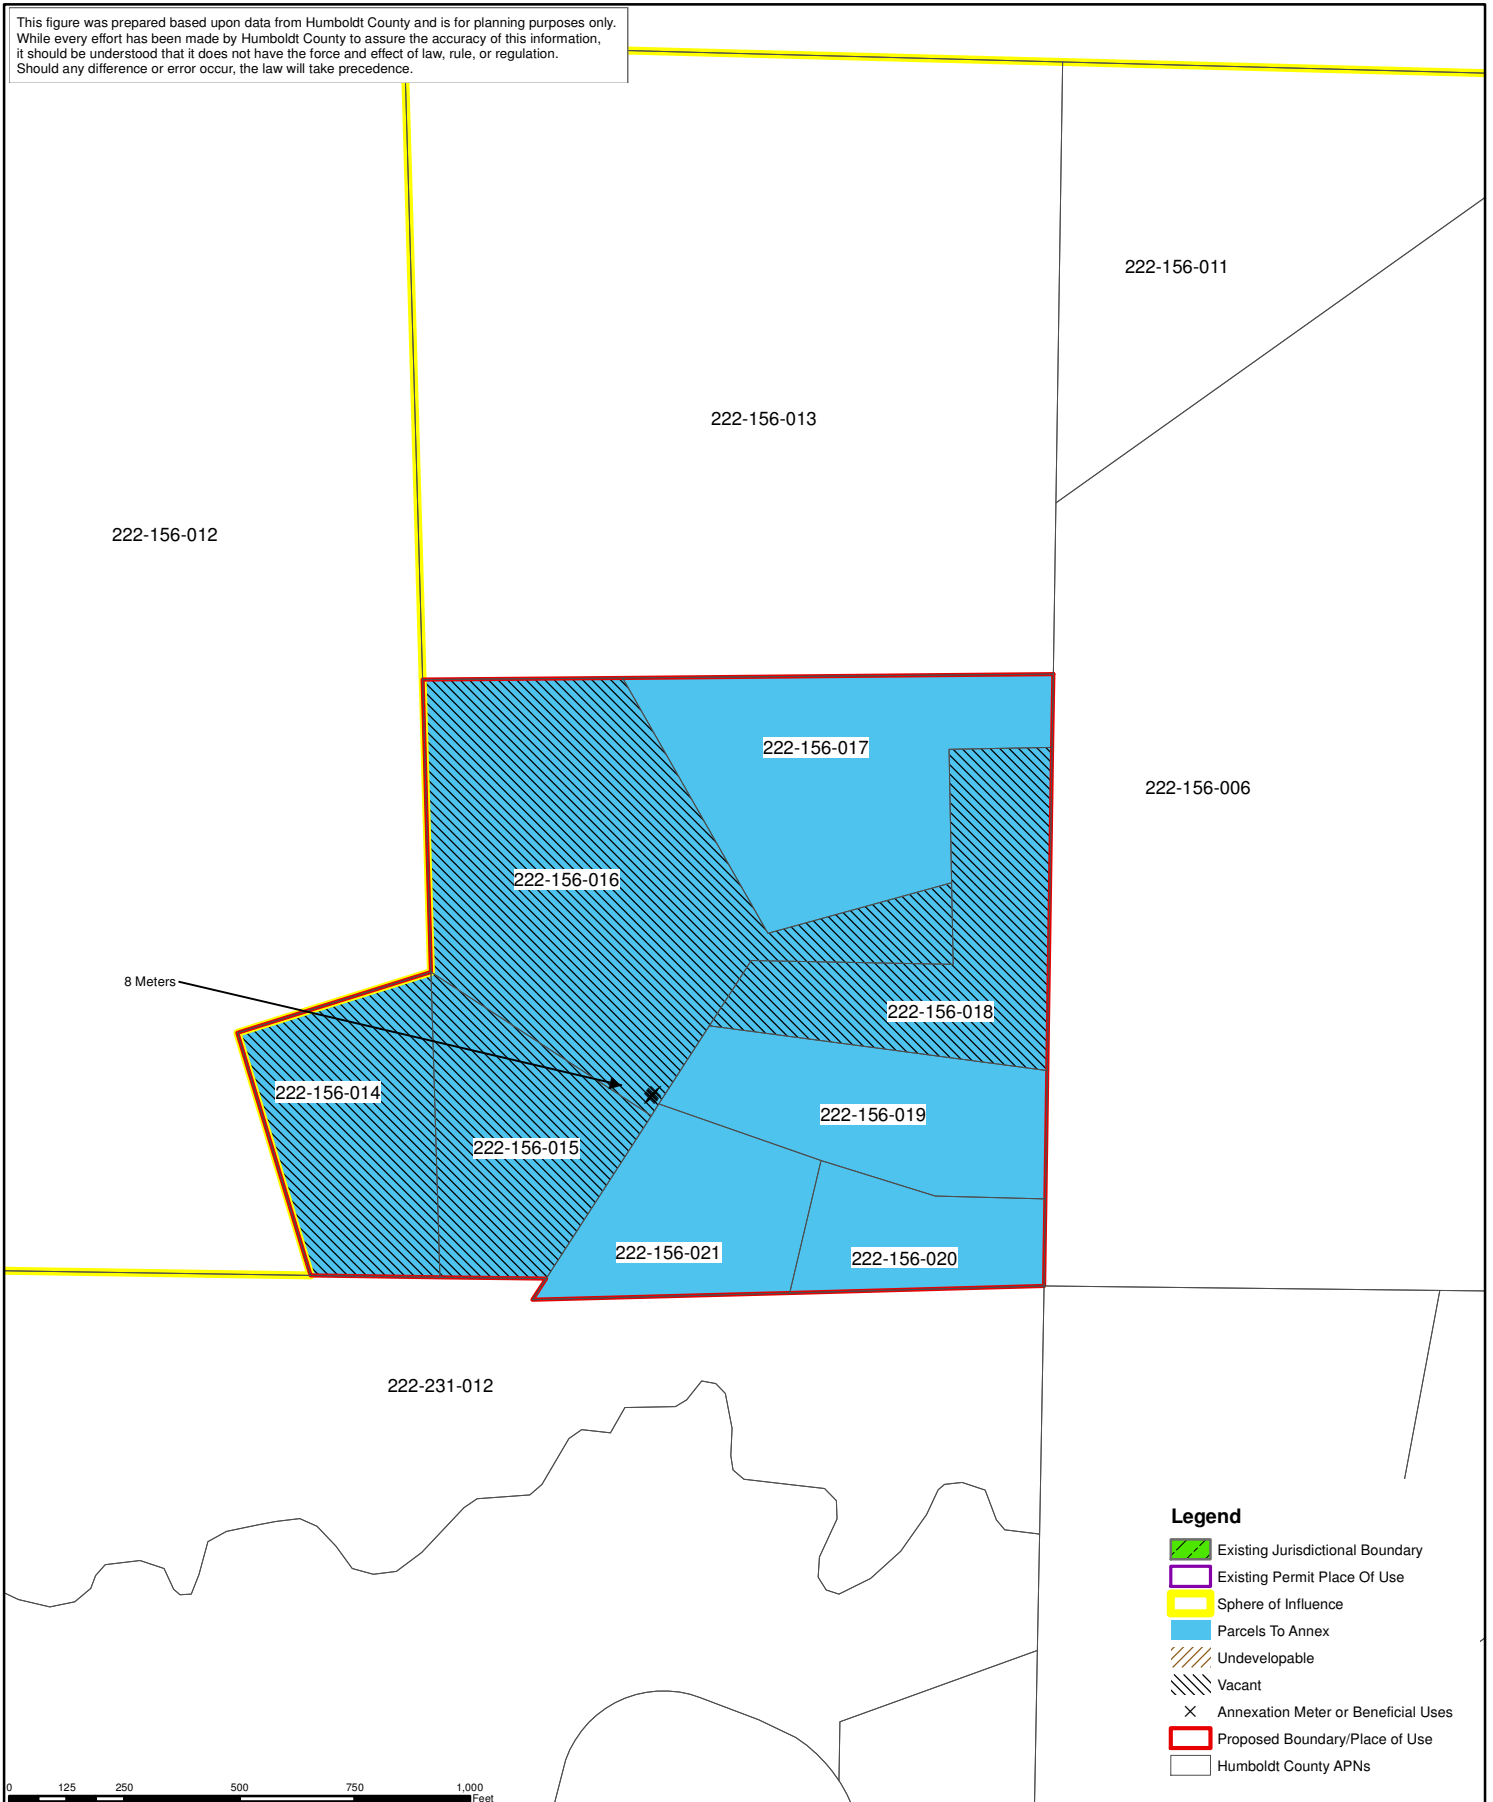 This figure was prepared based upon data from Humboldt County and is for planning purposes only.
While every effort has been made by Humboldt County to assure the accuracy of this information,
it should be understood that it does not have the force and effect of law, rule, or regulation.
Should any difference or error occur, the law will take precedence.
222-156-011
222-156-013
222-156-012
222-156-017
222-156-006
222-156-016
8 Meters
222-156-018
222-156-014
222-156-019
222-156-015
222-156-021
222-156-020
222-231-012
Legend
Existing Jurisdictional Boundary
Existing Permit Place Of Use
Sphere of Influence
Parcels To Annex
Undevelopable
Vacant
Annexation Meter or Beneficial Uses
Proposed Boundary/Place of Use
Humboldt County APNs
0 125 250 500 750 1,000
Feet